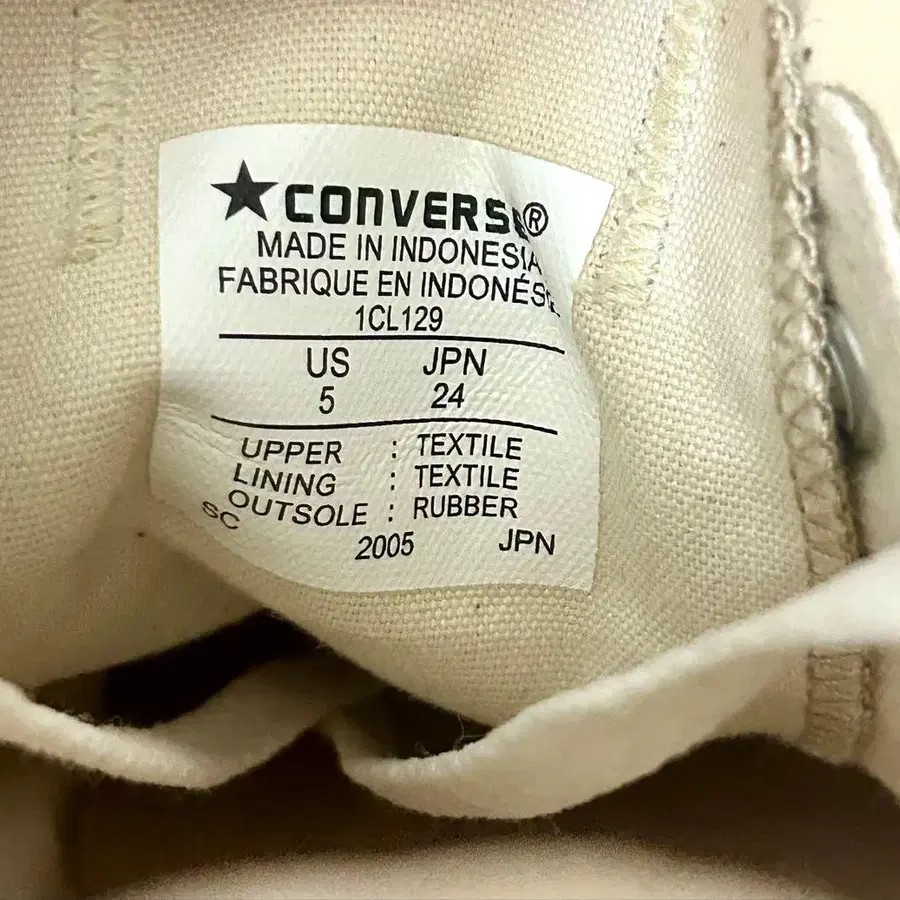 ★CONVERSE®
MADE IN INDONESIA
FABRIQUE EN INDONÉSIE
1CL129
US JPN
5 24
UPPER : TEXTILE
LINING : TEXTILE
OUTSOLE : RUBBER
SC
2005 JPN